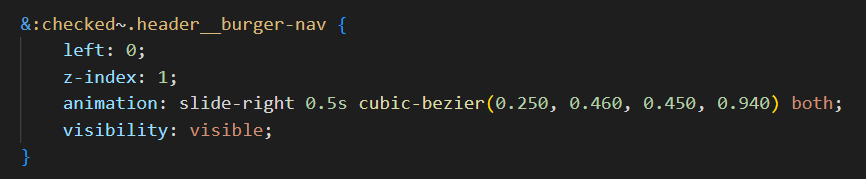 &:checked~.header__burger-nav {
    left: 0;
    z-index: 1;
    animation: slide-right 0.5s cubic-bezier(0.250, 0.460, 0.450, 0.940) both;
    visibility: visible;
}